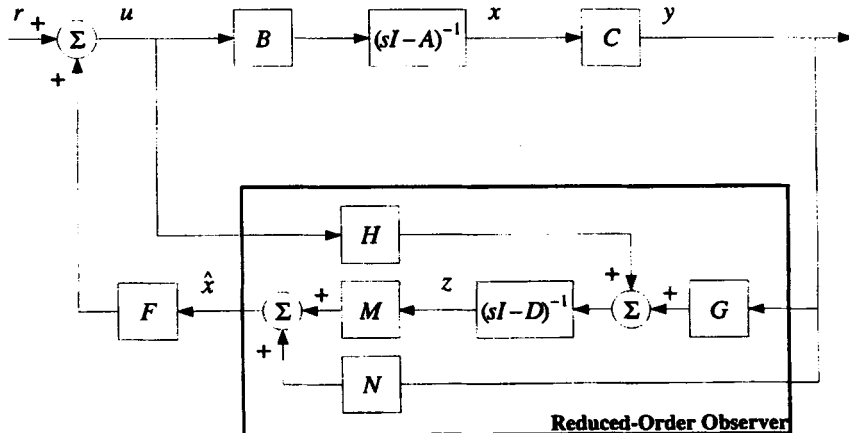 r + Σ u B (sI – A)⁻¹ x C y
+
H
+
F x̂ Σ + M z (sI – D)⁻¹ Σ + G
+
N
Reduced-Order Observer